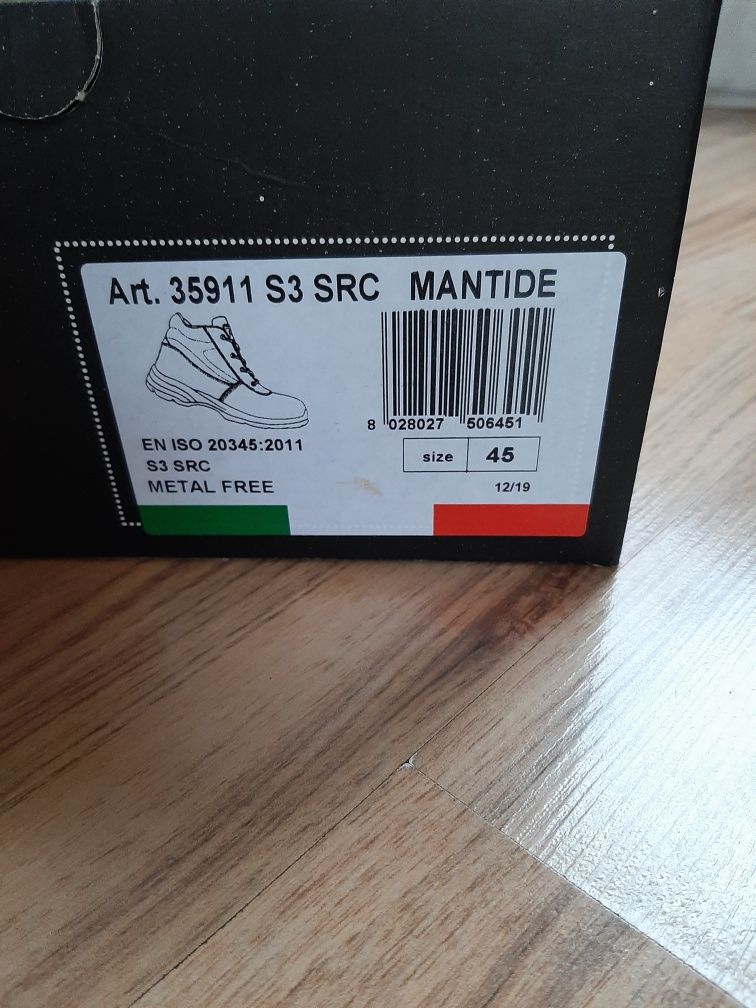 Art. 35911 S3 SRC MANTIDE
8 028027 506451
EN ISO 20345:2011
S3 SRC
METAL FREE
size 45
12/19